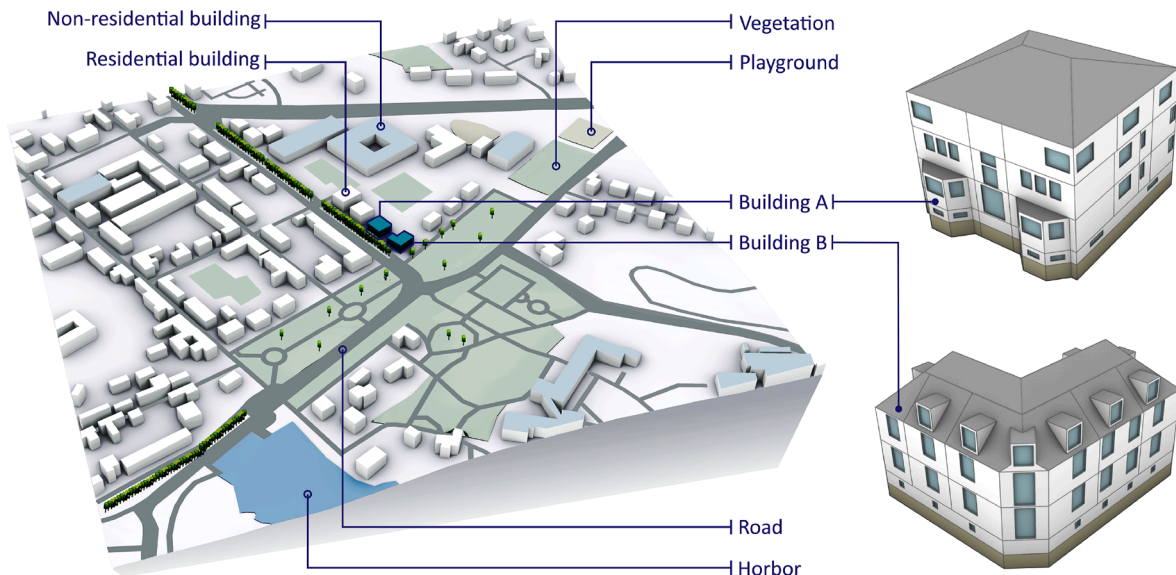 Non-residential building
Residential building
Vegetation
Playground
Building A
Building B
Road
Horbor